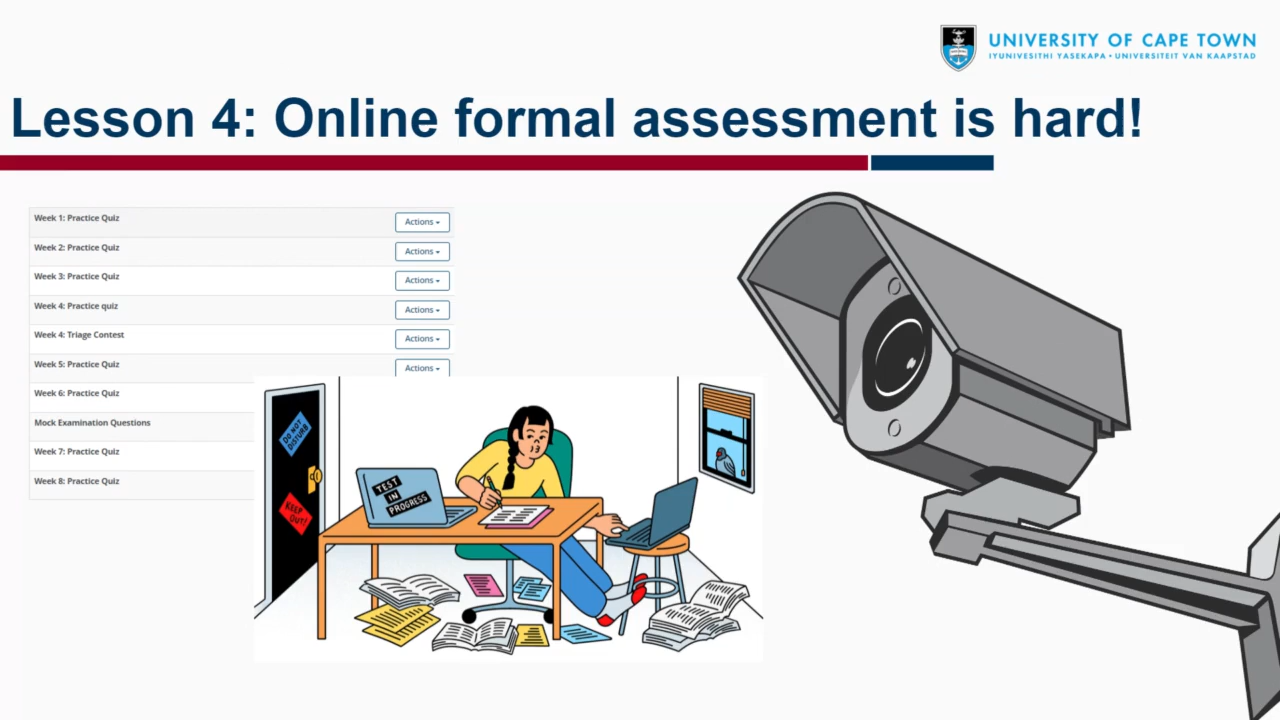 UNIVERSITY OF CAPE TOWN
IYUNIVESITHI YASEKAPA • UNIVERSITEIT VAN KAAPSTAD
Lesson 4: Online formal assessment is hard!
Week 1: Practice Quiz Actions
Week 2: Practice Quiz Actions
Week 3: Practice Quiz Actions
Week 4: Practice quiz Actions
Week 4: Triage Contest Actions
Week 5: Practice Quiz Actions
Week 6: Practice Quiz
Mock Examination Questions
Week 7: Practice Quiz
Week 8: Practice Quiz
DO NOT
DISTURB
KEEP
OUT!
TEST
IN
PROGRESS